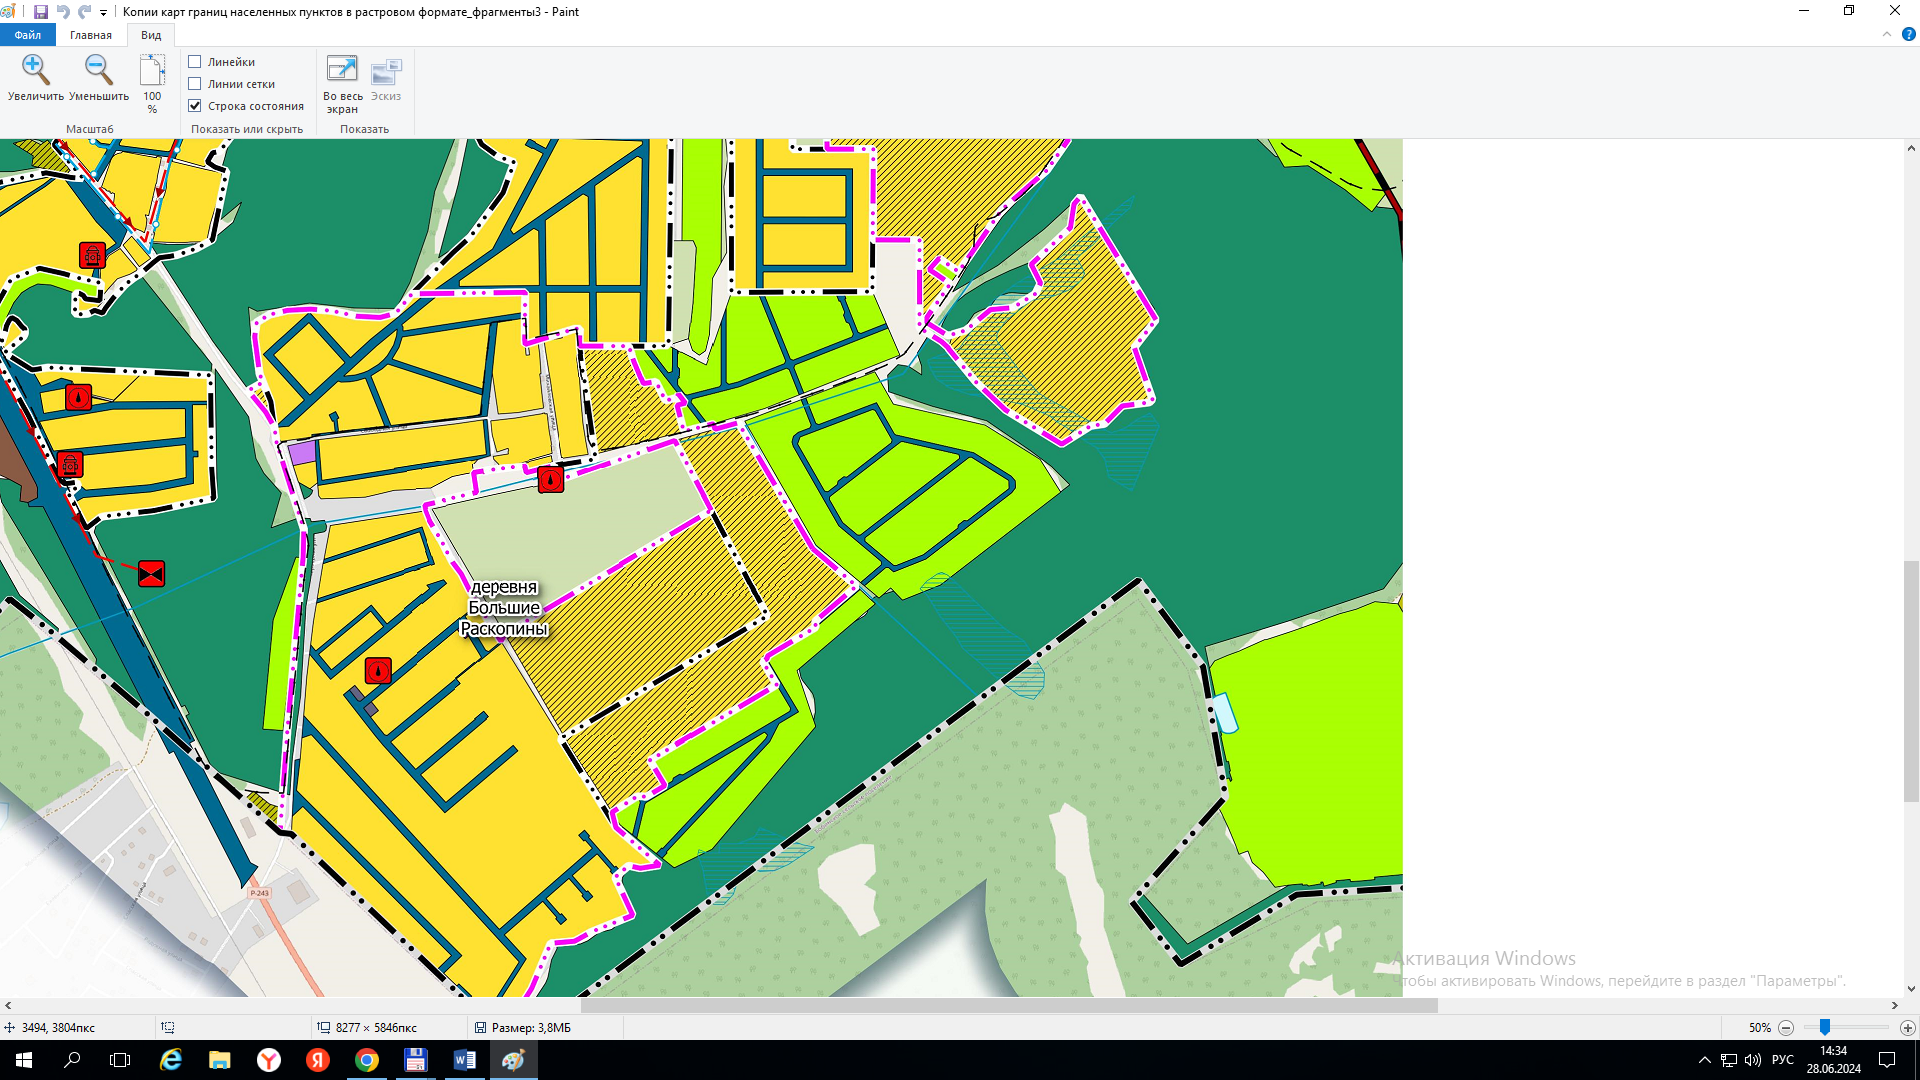 Копии карт границ населенных пунктов в растровом формате_фрагменты3 - Paint
Файл
Главная
Вид
Увеличить
Уменьшить
100
%
Масштаб
Линейки
Линии сетки
Строка состояния
Показать или скрыть
Во весь
экран
Эскиз
Показать
деревня
Большие
Раскопины
Р-243
Активация Windows
Чтобы активировать Windows, перейдите в раздел "Параметры".
3494, 3804пкс
8277 × 5846пкс
Размер: 3,8МБ
50%
РУС
14:34
28.06.2024